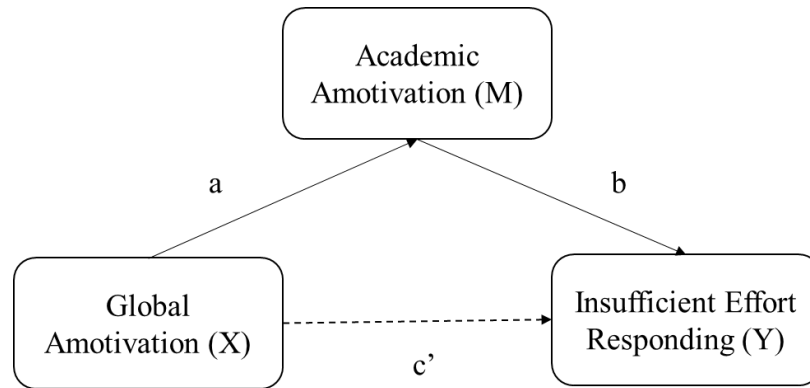 Academic
Amotivation (M)
a
b
Global
Amotivation (X)
Insufficient Effort
Responding (Y)
c’